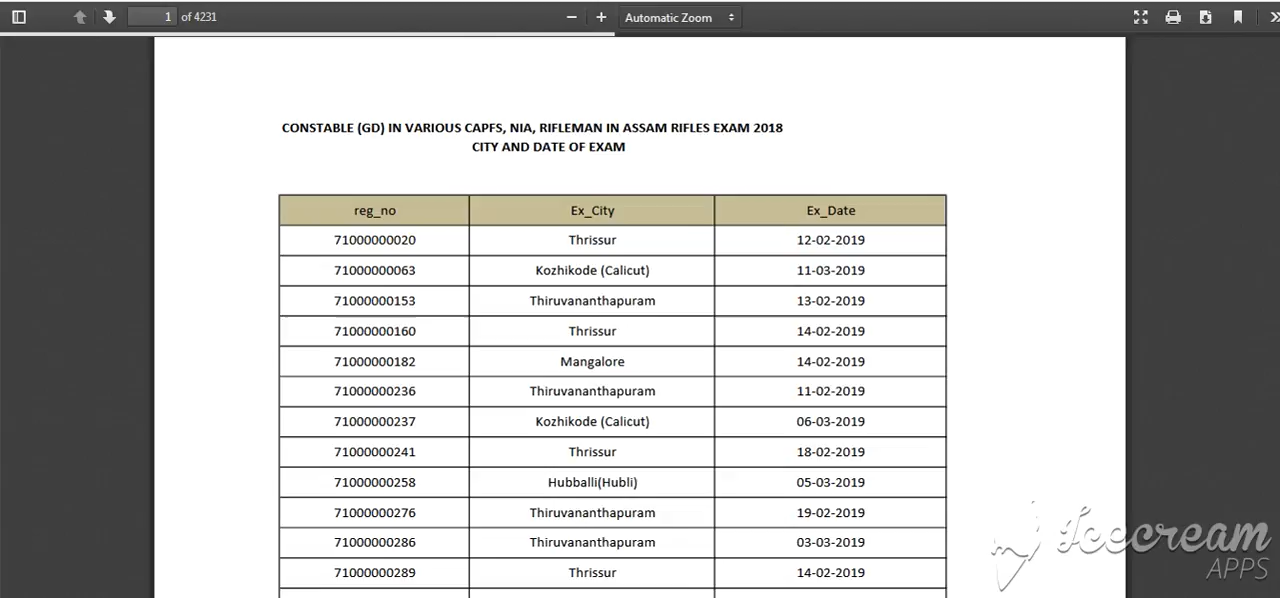 1 of 4231 Automatic Zoom
CONSTABLE (GD) IN VARIOUS CAPFS, NIA, RIFLEMAN IN ASSAM RIFLES EXAM 2018
CITY AND DATE OF EXAM
reg_no Ex_City Ex_Date
71000000020 Thrissur 12-02-2019
71000000063 Kozhikode (Calicut) 11-03-2019
71000000153 Thiruvananthapuram 13-02-2019
71000000160 Thrissur 14-02-2019
71000000182 Mangalore 14-02-2019
71000000236 Thiruvananthapuram 11-02-2019
71000000237 Kozhikode (Calicut) 06-03-2019
71000000241 Thrissur 18-02-2019
71000000258 Hubballi(Hubli) 05-03-2019
71000000276 Thiruvananthapuram 19-02-2019
71000000286 Thiruvananthapuram 03-03-2019
71000000289 Thrissur 14-02-2019
Icecream
APPS